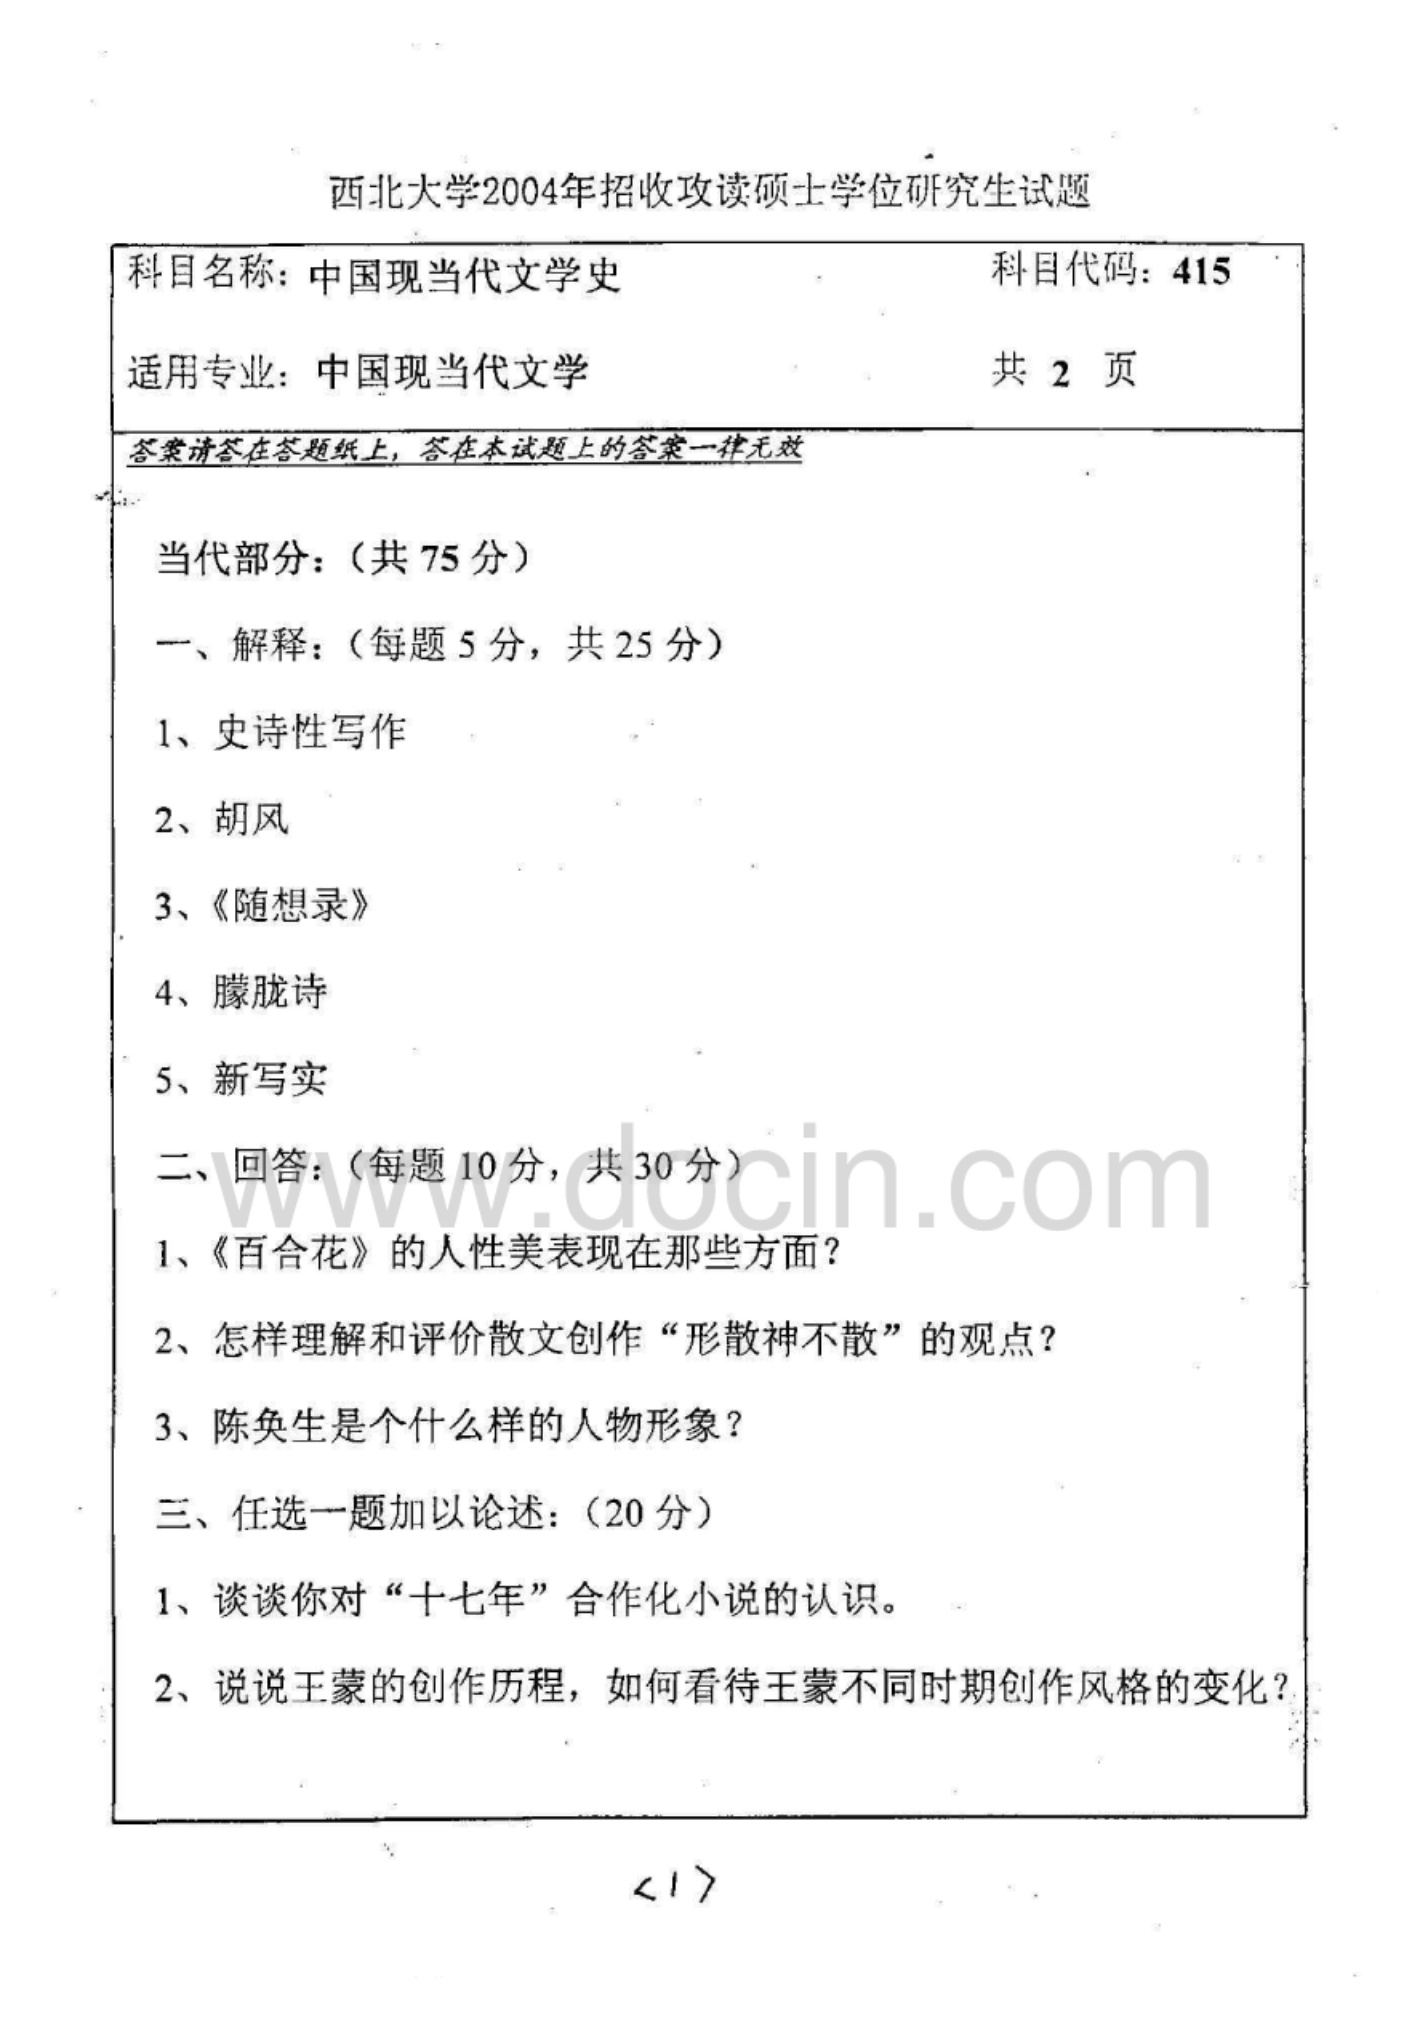 西北大学2004年招收攻读硕士学位研究生试题
科目名称：中国现当代文学史 科目代码：415
适用专业：中国现当代文学 共 2 页
答案请答在答题纸上，答在本试题上的答案一律无效
当代部分：（共 75 分）
一、解释：（每题 5 分，共 25 分）
1、史诗性写作
2、胡风
3、《随想录》
4、朦胧诗
5、新写实
二、回答：（每题 10 分，共 30 分）
www.docin.com
1、《百合花》的人性美表现在那些方面？
2、怎样理解和评价散文创作“形散神不散”的观点？
3、陈奂生是个什么样的人物形象？
三、任选一题加以论述：（20 分）
1、谈谈你对“十七年”合作化小说的认识。
2、说说王蒙的创作历程，如何看待王蒙不同时期创作风格的变化？
<1>